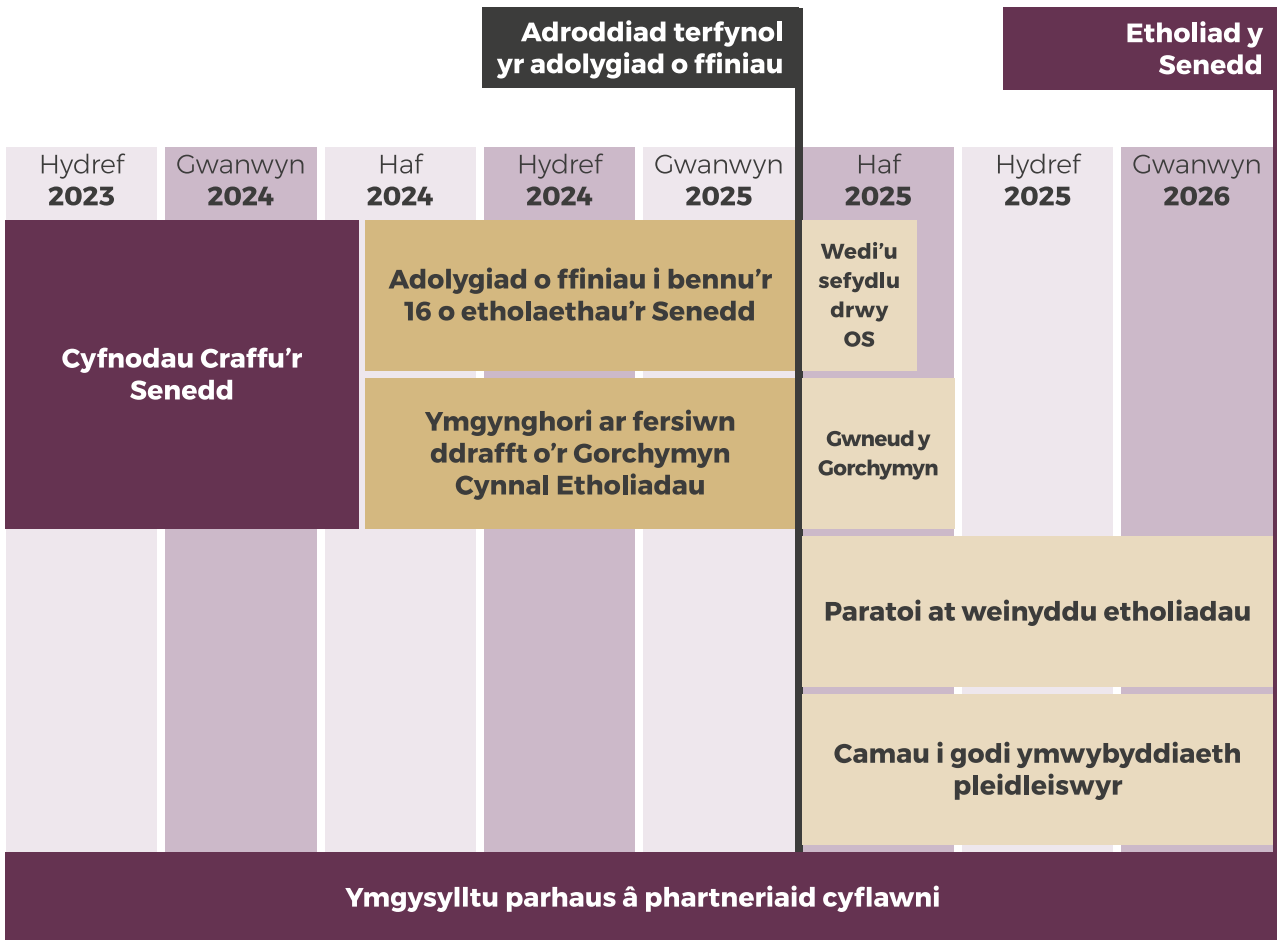 Adroddiad terfynol
yr adolygiad o ffiniau
Etholiad y
Senedd
Hydref
2023
Gwanwyn
2024
Haf
2024
Hydref
2024
Gwanwyn
2025
Haf
2025
Hydref
2025
Gwanwyn
2026
Cyfnodau Craffu’r
Senedd
Adolygiad o ffiniau i bennu’r
16 o etholaethau’r Senedd
Wedi’u
sefydlu
drwy
OS
Ymgynghori ar fersiwn
ddrafft o’r Gorchymyn
Cynnal Etholiadau
Gwneud y
Gorchymyn
Paratoi at weinyddu etholiadau
Camau i godi ymwybyddiaeth
pleidleiswyr
Ymgysylltu parhaus â phartneriaid cyflawni